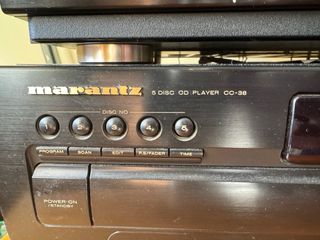 marantz 5 DISC CD PLAYER CC-38
DISC NO
1 2 3 4 5
PROGRAM SCAN EDIT P.E/FADER TIME
POWER-ON
/STANDBY